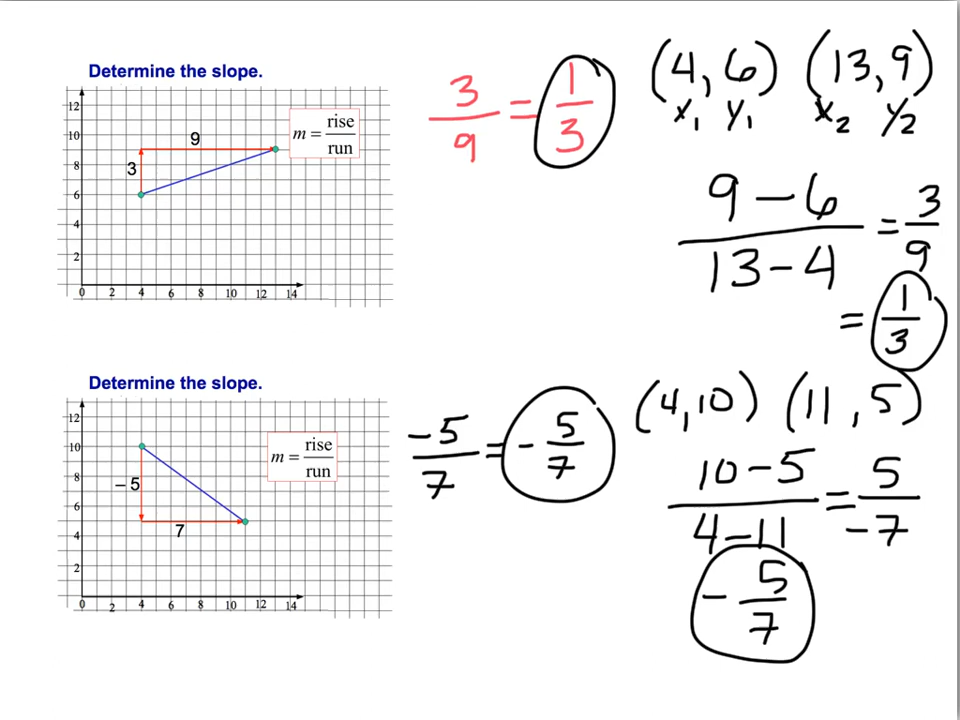 Determine the slope.
12
10
8
6
4
2
0 2 4 6 8 10 12 14
9
3
m = rise/run
3/9 = 1/3
(4, 6) (13, 9)
x₁ y₁ x₂ y₂
9 − 6 / 13 − 4 = 3/9
= 1/3
Determine the slope.
12
10
8
6
4
2
0 2 4 6 8 10 12 14
− 5
7
m = rise/run
−5/7 = − 5/7
(4, 10) (11, 5)
10 − 5 / 4 − 11 = 5/−7
− 5/7